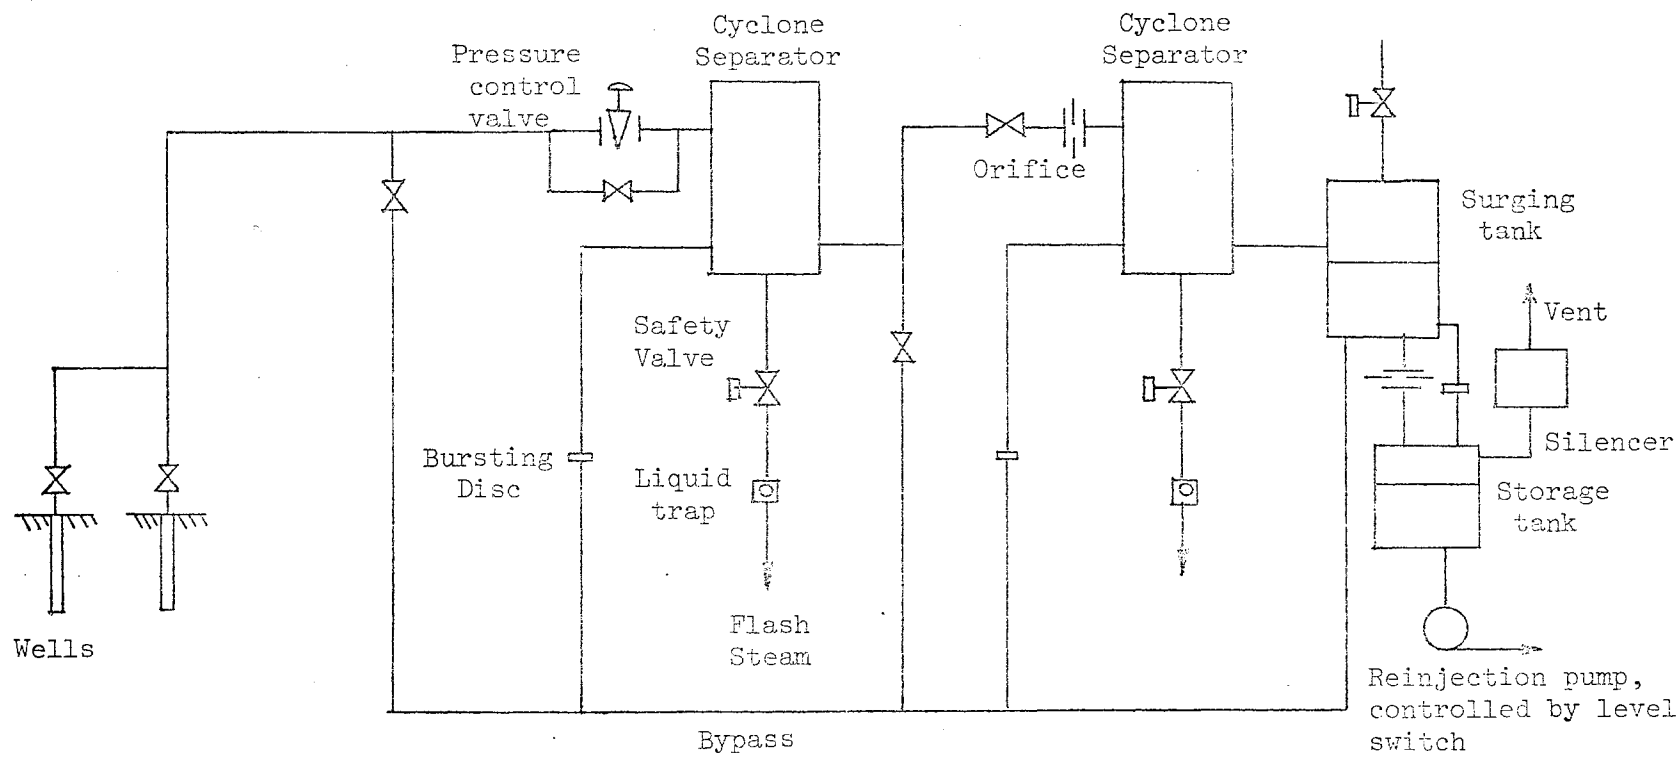 Cyclone
Separator
Cyclone
Separator
Pressure
control
valve
Orifice
Surging
tank
Safety
Valve
Vent
Bursting
Disc
Liquid
trap
Silencer
Storage
tank
Flash
Steam
Wells
Reinjection pump,
controlled by level
switch
Bypass